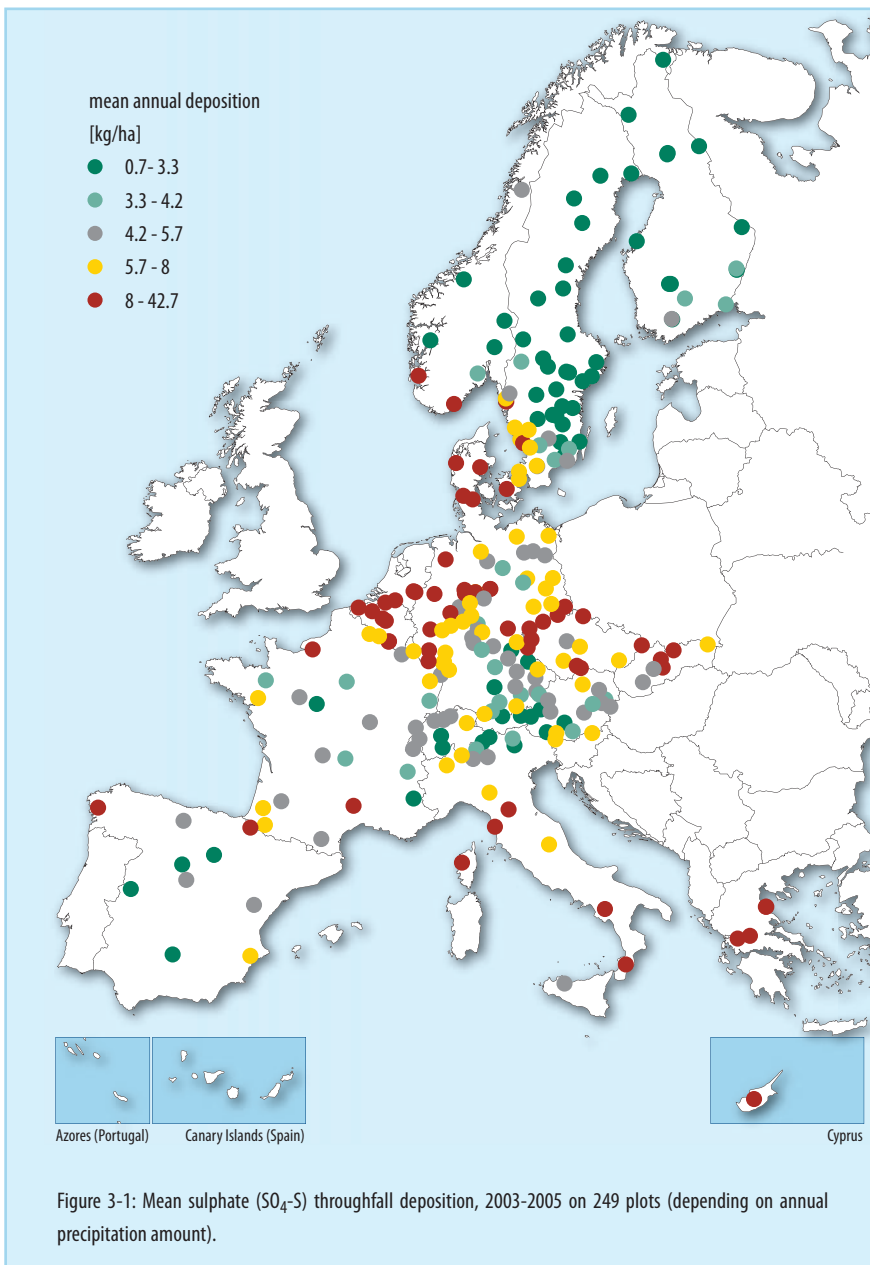 mean annual deposition
[kg/ha]
0.7- 3.3
3.3 - 4.2
4.2 - 5.7
5.7 - 8
8 - 42.7
Azores (Portugal)
Canary Islands (Spain)
Cyprus
Figure 3-1: Mean sulphate (SO₄-S) throughfall deposition, 2003-2005 on 249 plots (depending on annual
precipitation amount).